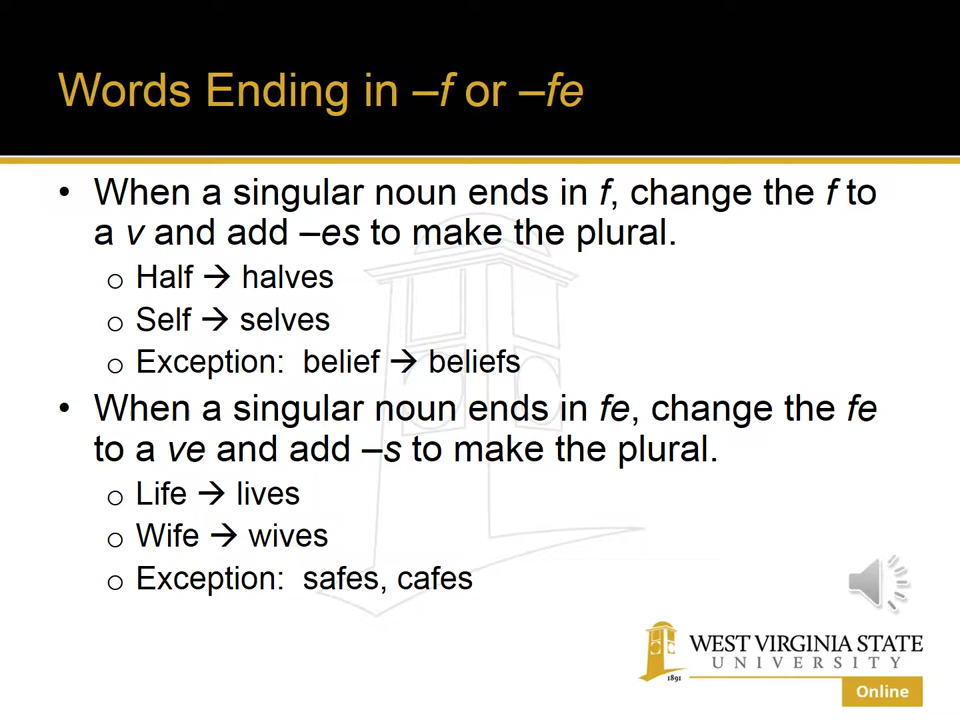 Words Ending in –f or –fe
• When a singular noun ends in f, change the f to
a v and add –es to make the plural.
o Half → halves
o Self → selves
o Exception: belief → beliefs
• When a singular noun ends in fe, change the fe
to a ve and add –s to make the plural.
o Life → lives
o Wife → wives
o Exception: safes, cafes
WEST VIRGINIA STATE
UNIVERSITY
1891
Online